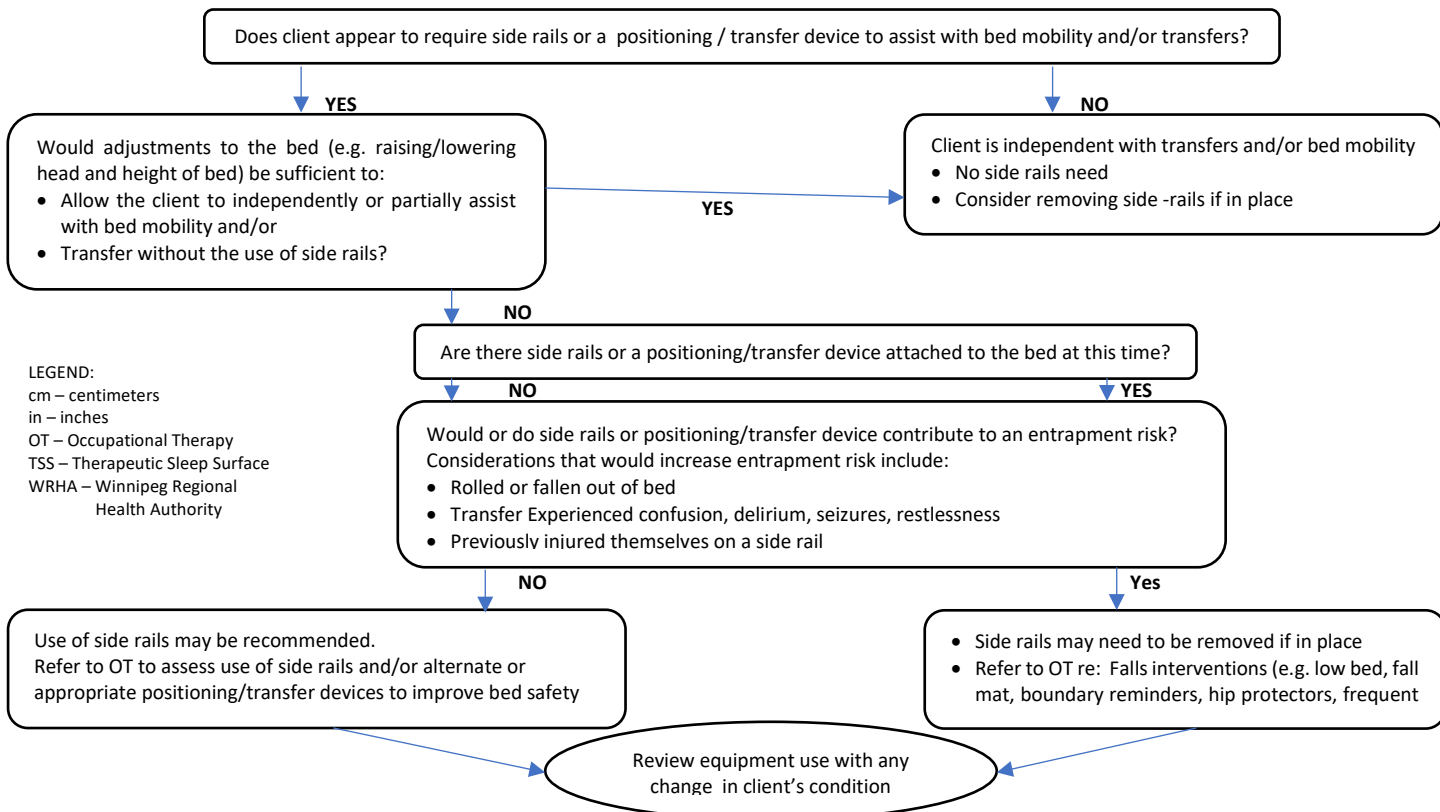 Does client appear to require side rails or a positioning / transfer device to assist with bed mobility and/or transfers?
YES
NO
Would adjustments to the bed (e.g. raising/lowering
head and height of bed) be sufficient to:
• Allow the client to independently or partially assist
with bed mobility and/or
• Transfer without the use of side rails?
YES
Client is independent with transfers and/or bed mobility
• No side rails need
• Consider removing side -rails if in place
NO
Are there side rails or a positioning/transfer device attached to the bed at this time?
LEGEND:
cm – centimeters
in – inches
OT – Occupational Therapy
TSS – Therapeutic Sleep Surface
WRHA – Winnipeg Regional
Health Authority
NO
YES
Would or do side rails or positioning/transfer device contribute to an entrapment risk?
Considerations that would increase entrapment risk include:
• Rolled or fallen out of bed
• Transfer Experienced confusion, delirium, seizures, restlessness
• Previously injured themselves on a side rail
NO
Yes
Use of side rails may be recommended.
Refer to OT to assess use of side rails and/or alternate or
appropriate positioning/transfer devices to improve bed safety
• Side rails may need to be removed if in place
• Refer to OT re: Falls interventions (e.g. low bed, fall
mat, boundary reminders, hip protectors, frequent
Review equipment use with any
change in client's condition